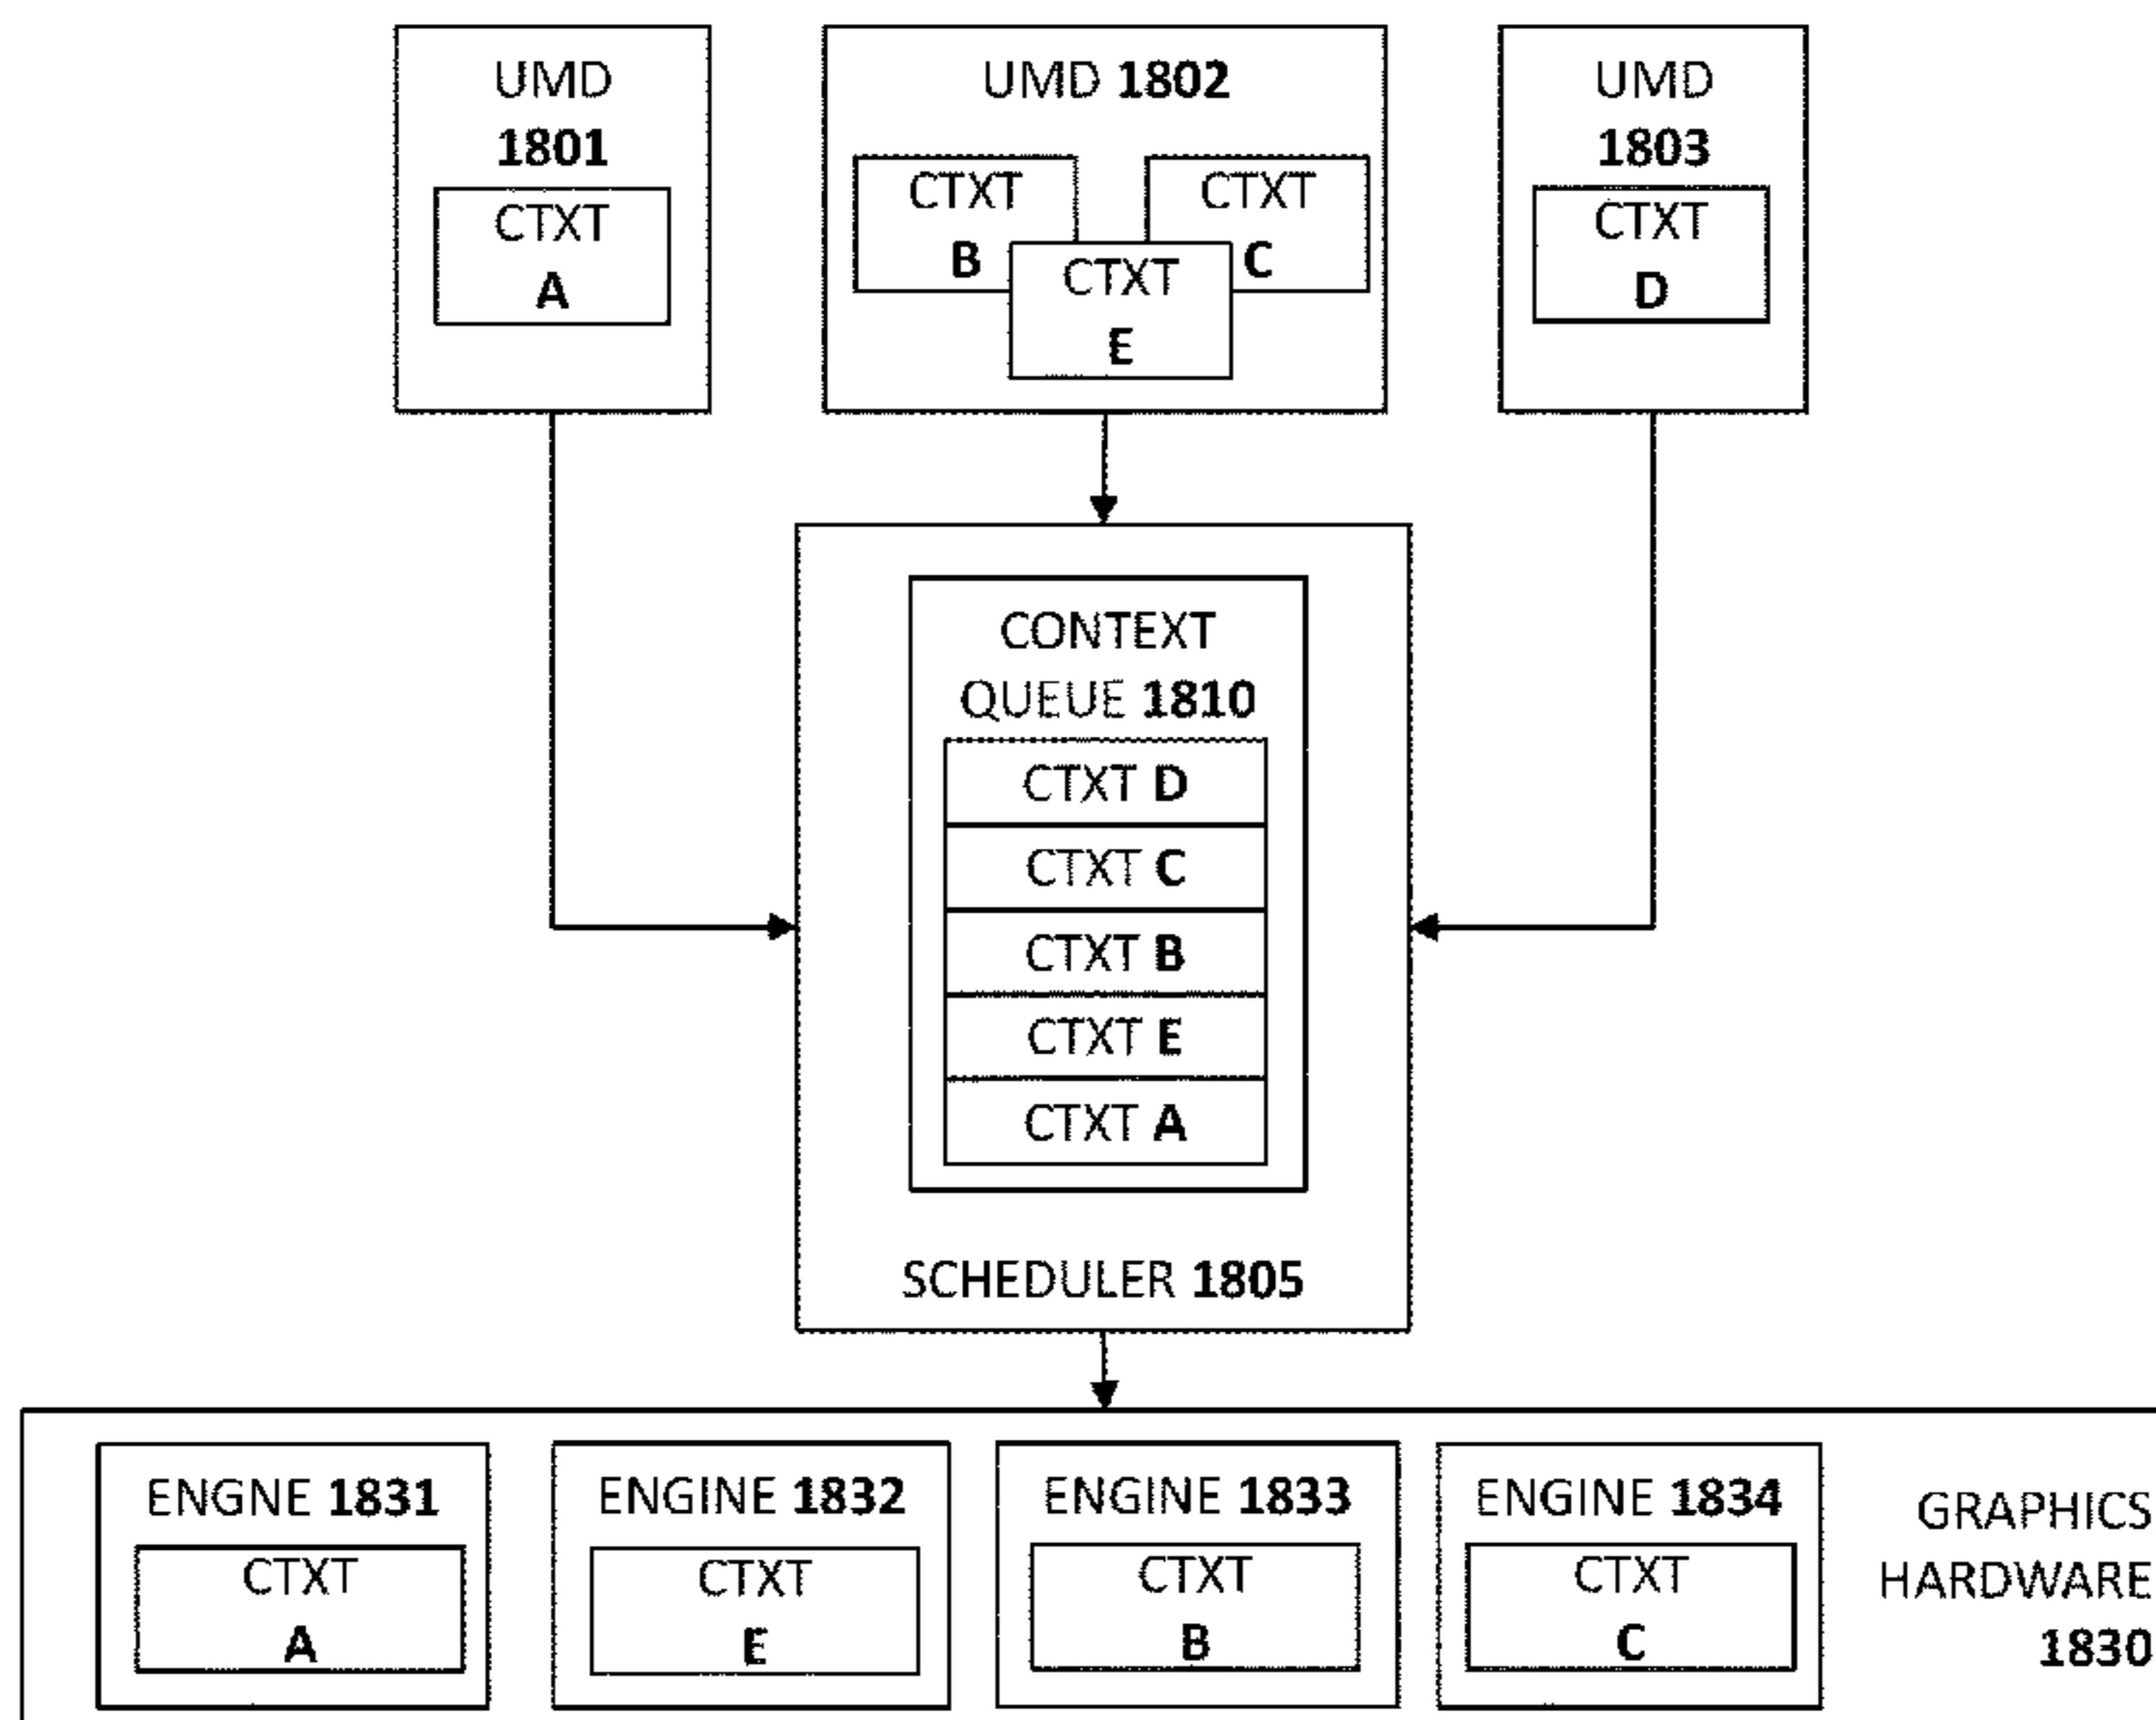 UMD
1801
CTXT
A
UMD 1802
CTXT
B
CTXT
C
CTXT
E
UMD
1803
CTXT
D
CONTEXT
QUEUE 1810
CTXT D
CTXT C
CTXT B
CTXT E
CTXT A
SCHEDULER 1805
ENGNE 1831
CTXT
A
ENGINE 1832
CTXT
E
ENGINE 1833
CTXT
B
ENGINE 1834
CTXT
C
GRAPHICS
HARDWARE
1830